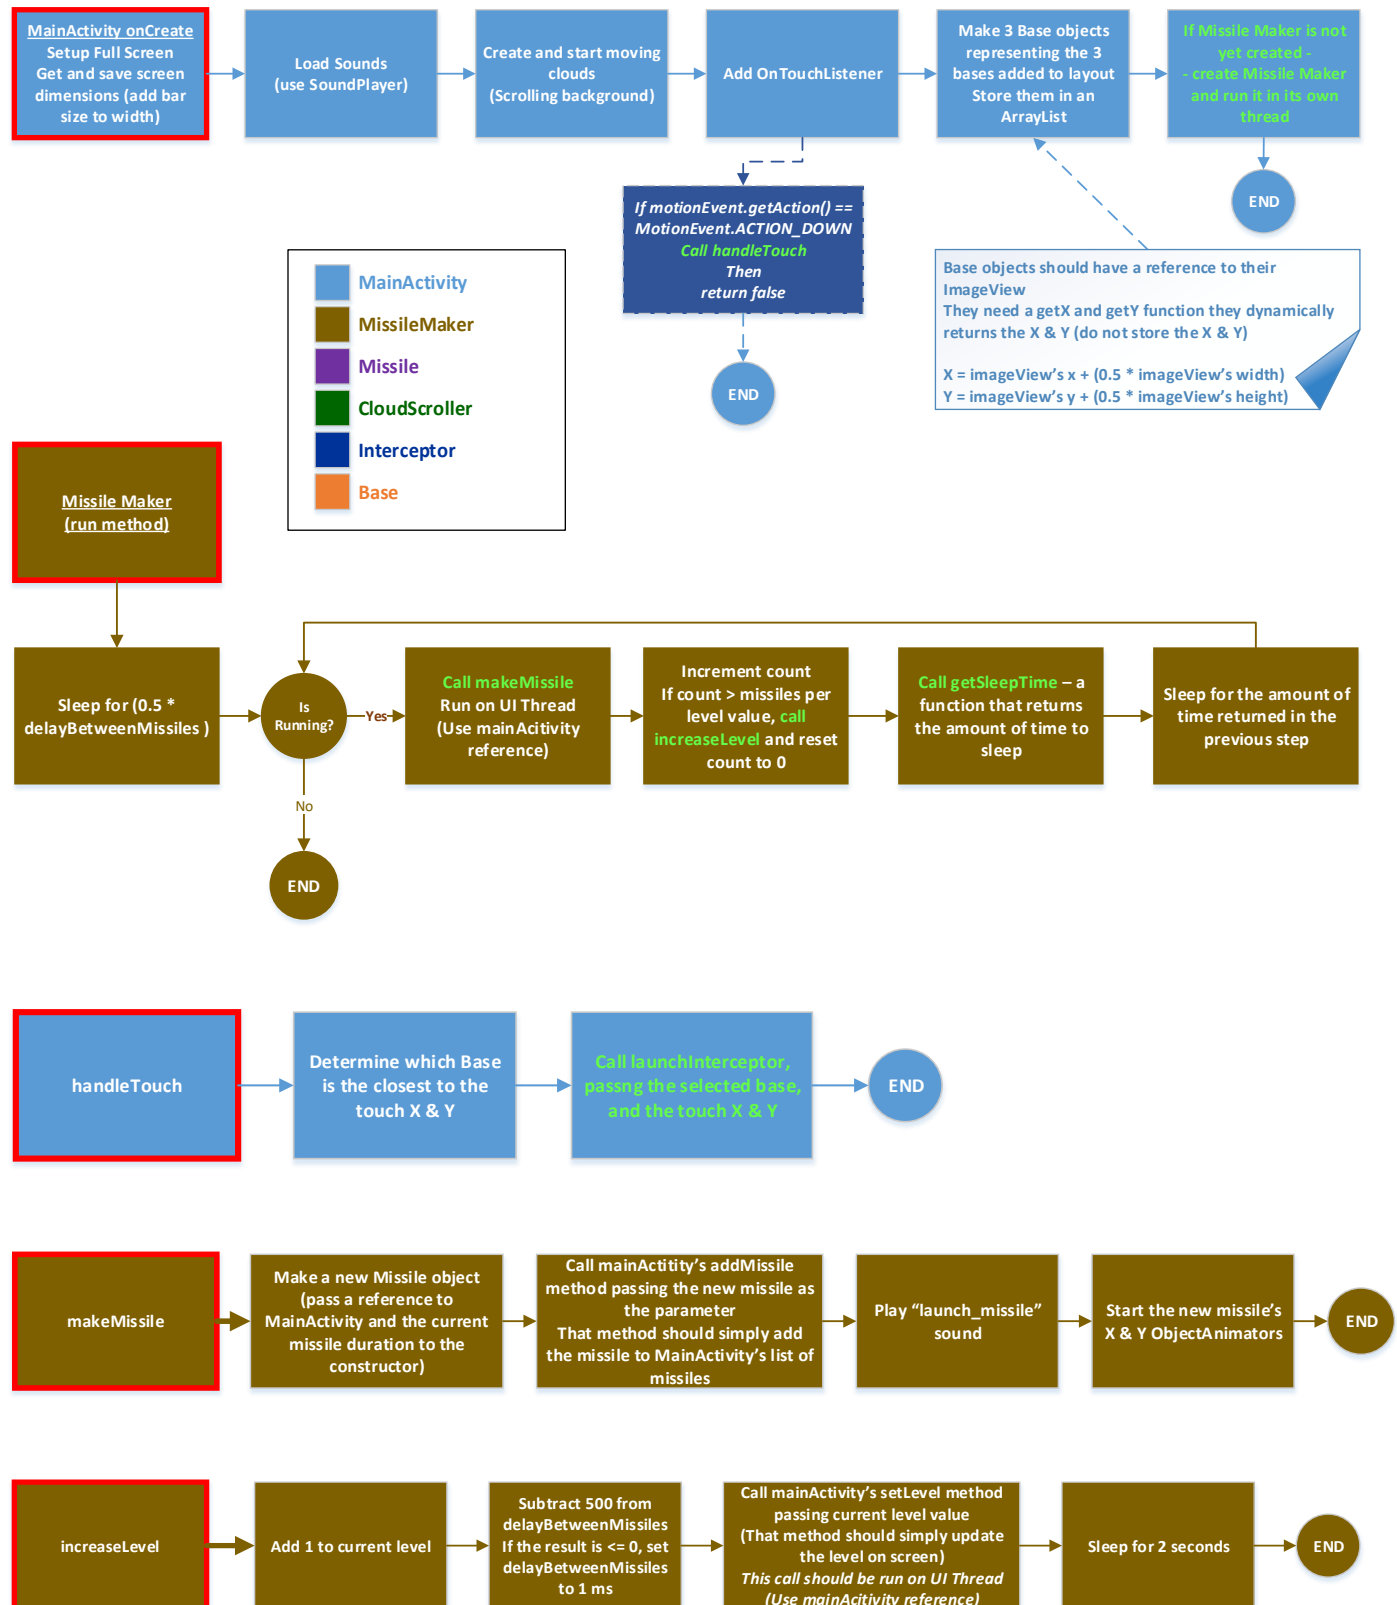 MainActivity onCreate
Setup Full Screen
Get and save screen
dimensions (add bar
size to width)
Load Sounds
(use SoundPlayer)
Create and start moving
clouds
(Scrolling background)
Add OnTouchListener
Make 3 Base objects
representing the 3
bases added to layout
Store them in an
ArrayList
If Missile Maker is not
yet created -
- create Missile Maker
and run it in its own
thread
END
If motionEvent.getAction() ==
MotionEvent.ACTION_DOWN
Call handleTouch
Then
return false
END
Base objects should have a reference to their
ImageView
They need a getX and getY function they dynamically
returns the X & Y (do not store the X & Y)
X = imageView's x + (0.5 * imageView's width)
Y = imageView's y + (0.5 * imageView's height)
MainActivity
MissileMaker
Missile
CloudScroller
Interceptor
Base
Missile Maker
(run method)
Sleep for (0.5 *
delayBetweenMissiles )
Is
Running?
Yes
No
END
Call makeMissile
Run on UI Thread
(Use mainAcitivity
reference)
Increment count
If count > missiles per
level value, call
increaseLevel and reset
count to 0
Call getSleepTime – a
function that returns
the amount of time to
sleep
Sleep for the amount of
time returned in the
previous step
handleTouch
Determine which Base
is the closest to the
touch X & Y
Call launchInterceptor,
passng the selected base,
and the touch X & Y
END
makeMissile
Make a new Missile object
(pass a reference to
MainActivity and the current
missile duration to the
constructor)
Call mainActitity's addMissile
method passing the new missile as
the parameter
That method should simply add
the missile to MainActivity's list of
missiles
Play “launch_missile”
sound
Start the new missile's
X & Y ObjectAnimators
END
increaseLevel
Add 1 to current level
Subtract 500 from
delayBetweenMissiles
If the result is <= 0, set
delayBetweenMissiles
to 1 ms
Call mainActivity's setLevel method
passing current level value
(That method should simply update
the level on screen)
This call should be run on UI Thread
(Use mainAcitivity reference)
Sleep for 2 seconds
END